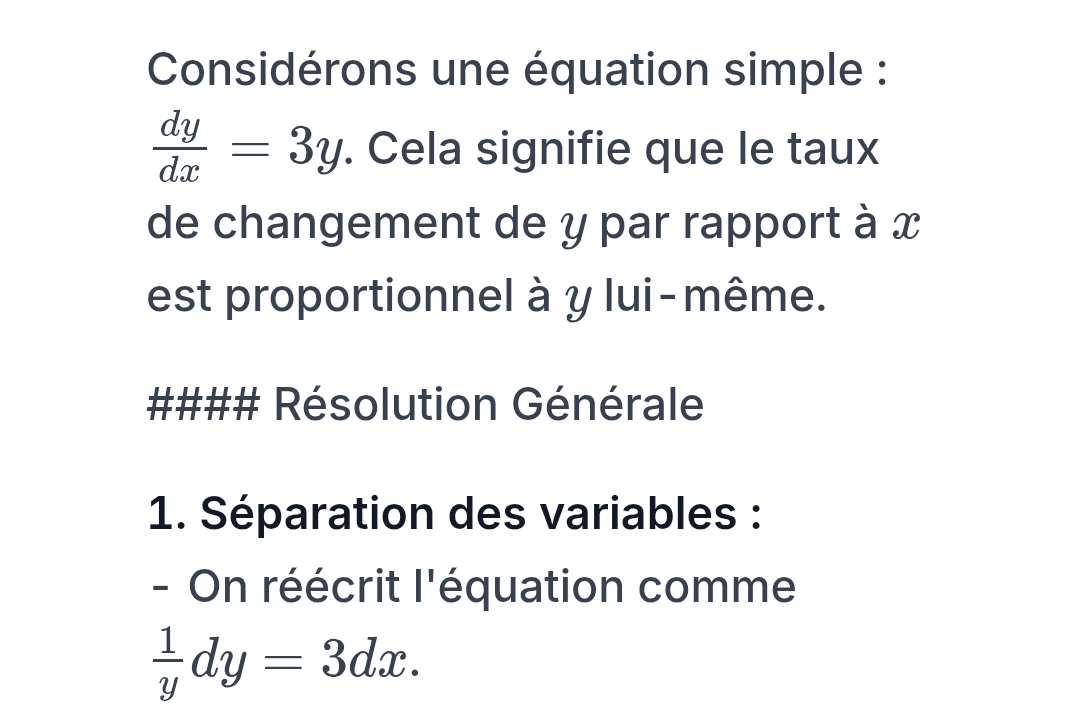 Considérons une équation simple :
$\frac{dy}{dx} = 3y$. Cela signifie que le taux
de changement de $y$ par rapport à $x$
est proportionnel à $y$ lui-même.
#### Résolution Générale
1. Séparation des variables :
- On réécrit l'équation comme
$\frac{1}{y}dy = 3dx$.